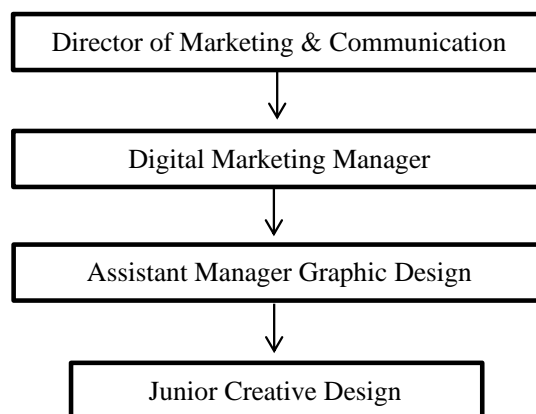 Director of Marketing & Communication
Digital Marketing Manager
Assistant Manager Graphic Design
Junior Creative Design